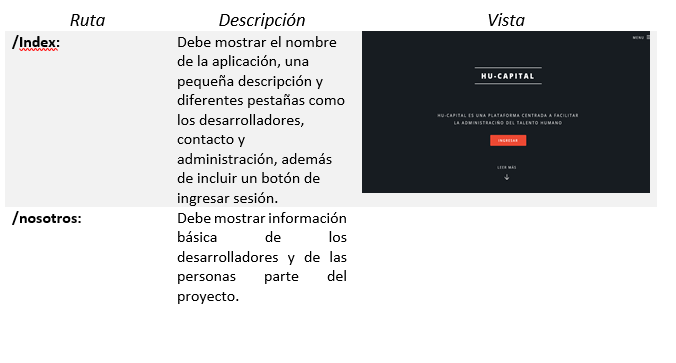 Ruta Descripción Vista
/Index:
Debe mostrar el nombre
de la aplicación, una
pequeña descripción y
diferentes pestañas como
los desarrolladores,
contacto y
administración, además
de incluir un botón de
ingresar sesión.
MENU
HU-CAPITAL
HU-CAPITAL ES UNA PLATAFORMA CENTRADA A FACILITAR
LA ADMINISTRACIÑO DEL TALENTO HUMANO
INGRESAR
LEER MÁS
/nosotros:
Debe mostrar información
básica de los
desarrolladores y de las
personas parte del
proyecto.